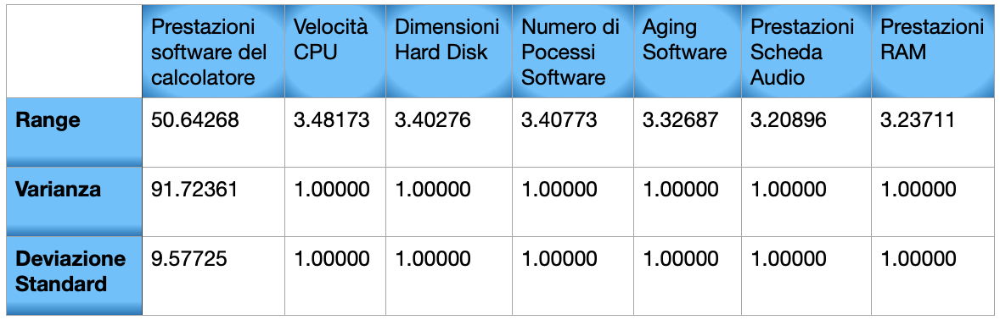 Prestazioni software del calcolatore Velocità CPU Dimensioni Hard Disk Numero di Pocessi Software Aging Software Prestazioni Scheda Audio Prestazioni RAM
Range 50.64268 3.48173 3.40276 3.40773 3.32687 3.20896 3.23711
Varianza 91.72361 1.00000 1.00000 1.00000 1.00000 1.00000 1.00000
Deviazione Standard 9.57725 1.00000 1.00000 1.00000 1.00000 1.00000 1.00000